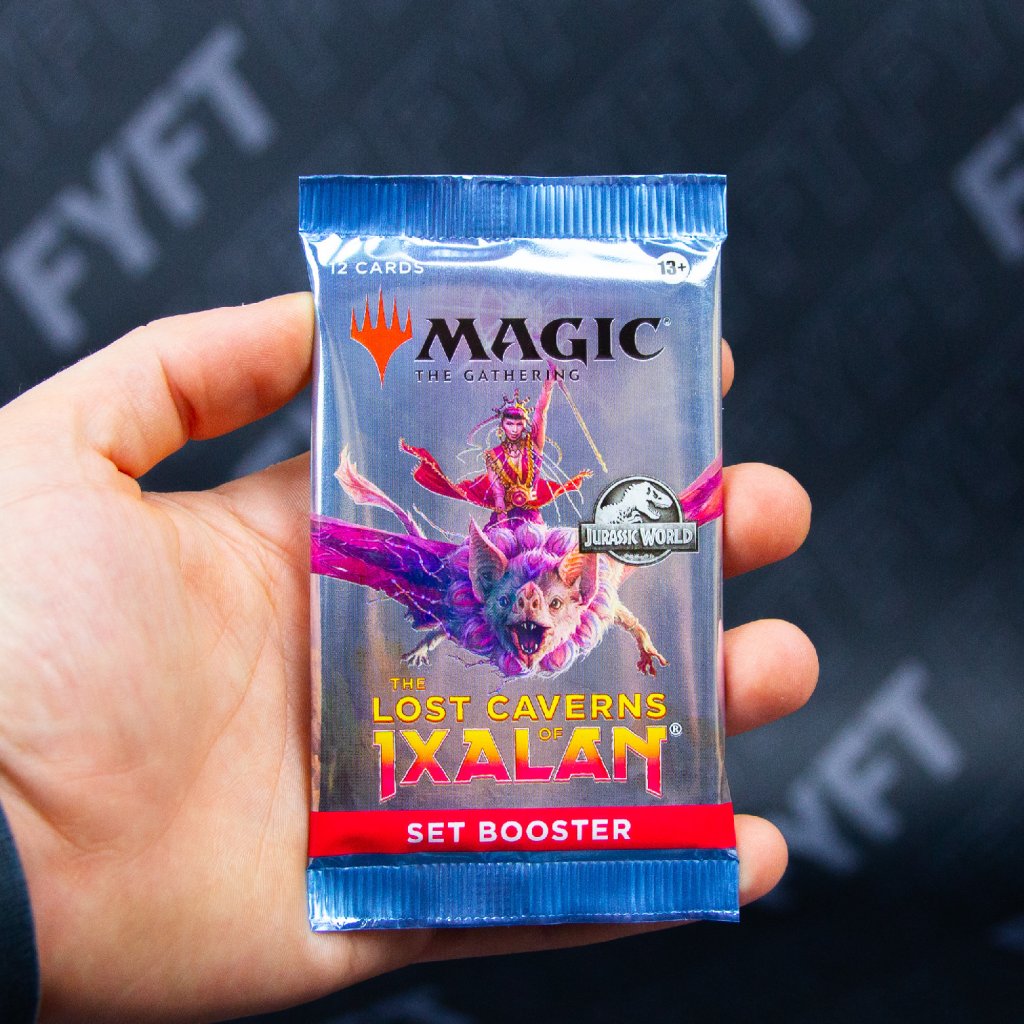 FYFT
12 CARDS
13+
MAGIC
THE GATHERING
JURASSIC WORLD
THE
LOST CAVERNS
OF
IXALAN®
SET BOOSTER
FYFT